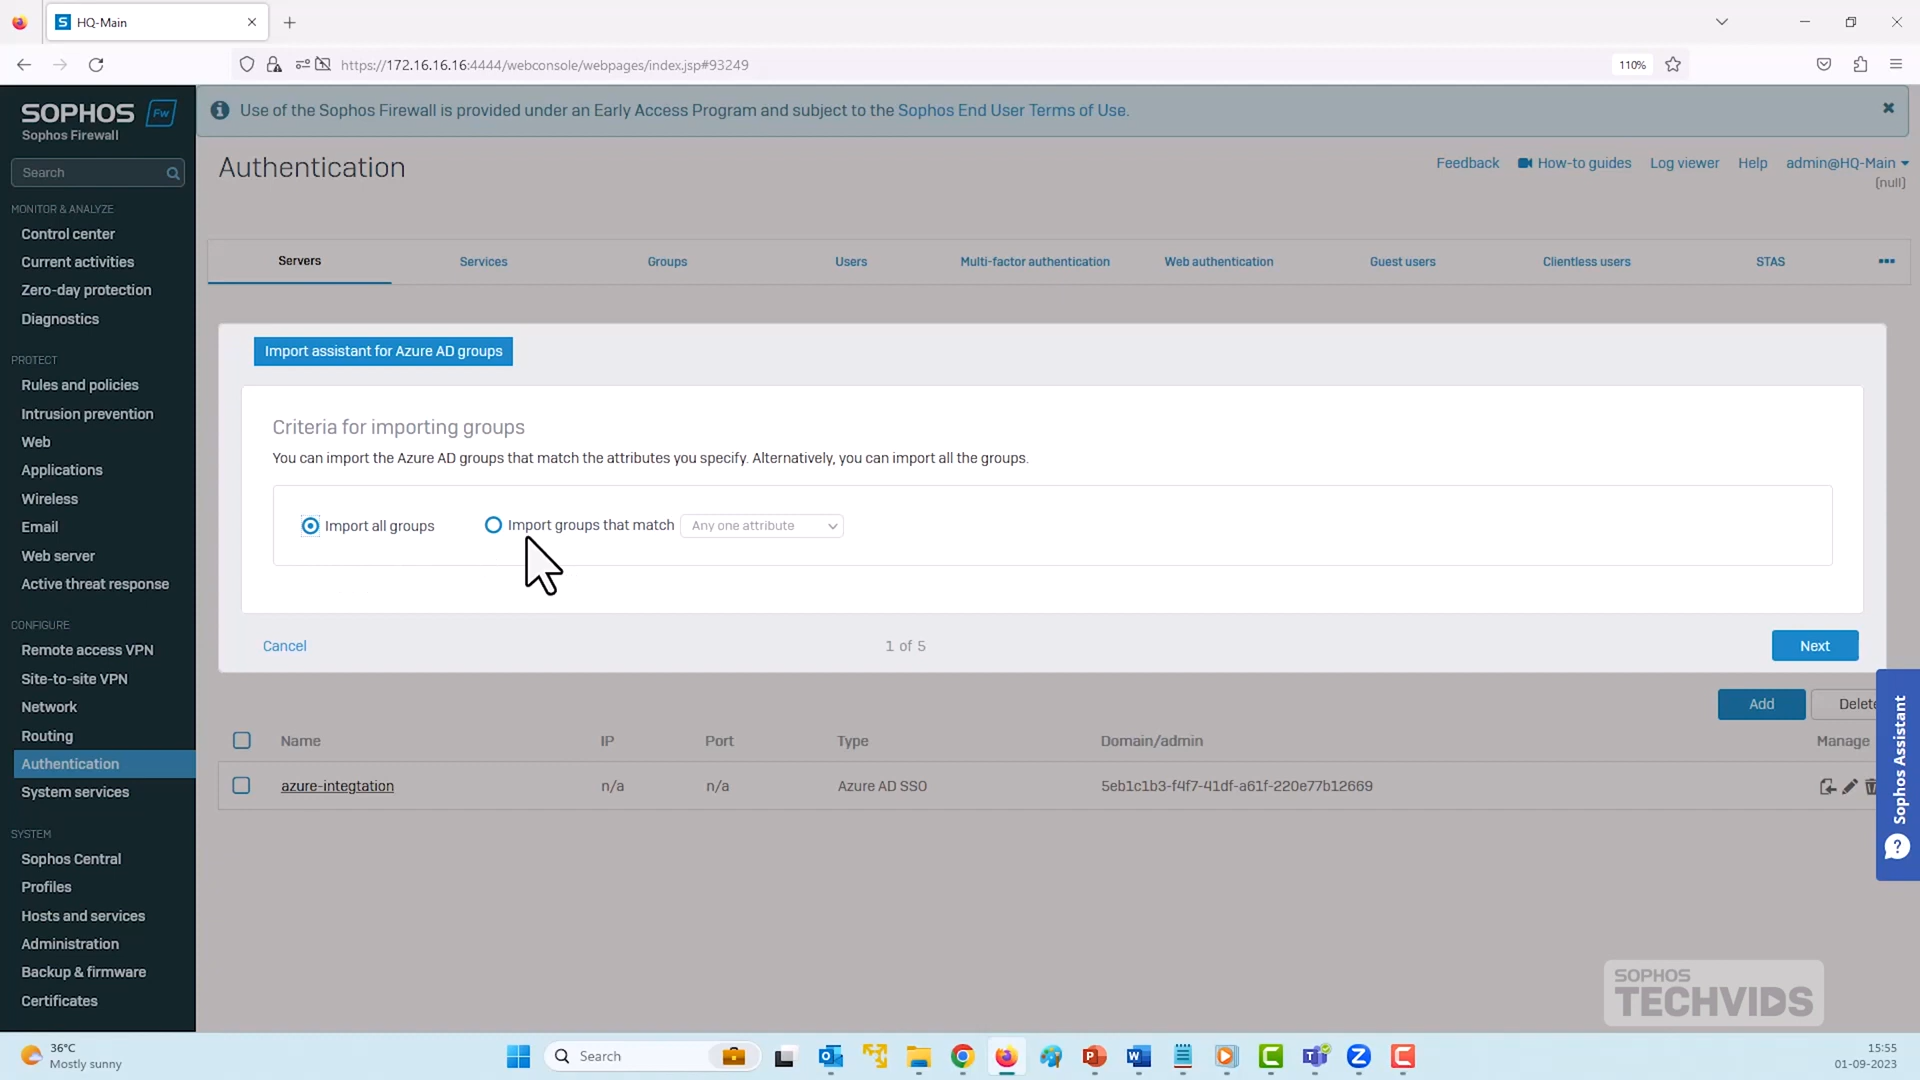 HQ-Main
https://172.16.16.16:4444/webconsole/webpages/index.jsp#93249
110%
SOPHOS Fw
Sophos Firewall
Search
MONITOR & ANALYZE
Control center
Current activities
Zero-day protection
Diagnostics
PROTECT
Rules and policies
Intrusion prevention
Web
Applications
Wireless
Email
Web server
Active threat response
CONFIGURE
Remote access VPN
Site-to-site VPN
Network
Routing
Authentication
System services
SYSTEM
Sophos Central
Profiles
Hosts and services
Administration
Backup & firmware
Certificates
Use of the Sophos Firewall is provided under an Early Access Program and subject to the Sophos End User Terms of Use.
Authentication
Feedback How-to guides Log viewer Help admin@HQ-Main
(null)
Servers Services Groups Users Multi-factor authentication Web authentication Guest users Clientless users STAS
Import assistant for Azure AD groups
Criteria for importing groups
You can import the Azure AD groups that match the attributes you specify. Alternatively, you can import all the groups.
Import all groups Import groups that match Any one attribute
Cancel 1 of 5 Next
Add Delete
Name IP Port Type Domain/admin Manage
azure-integtation n/a n/a Azure AD SSO 5eb1c1b3-f4f7-41df-a61f-220e77b12669
Sophos Assistant
SOPHOS
TECHVIDS
36°C
Mostly sunny
Search
15:55
01-09-2023